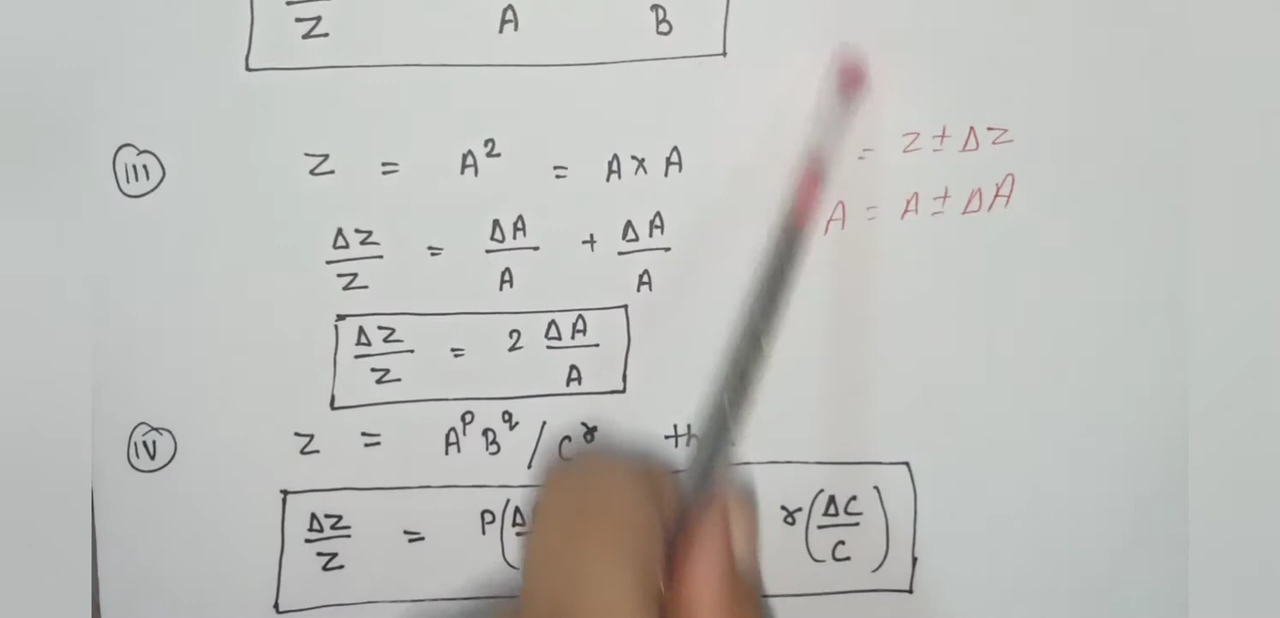 Z A B
(III) Z = A² = A × A
= Z ± ΔZ
A = A ± ΔA
ΔZ/Z = ΔA/A + ΔA/A
ΔZ/Z = 2 ΔA/A
(IV) Z = A^p B^q / C^r
ΔZ/Z = P( r(ΔC/C)